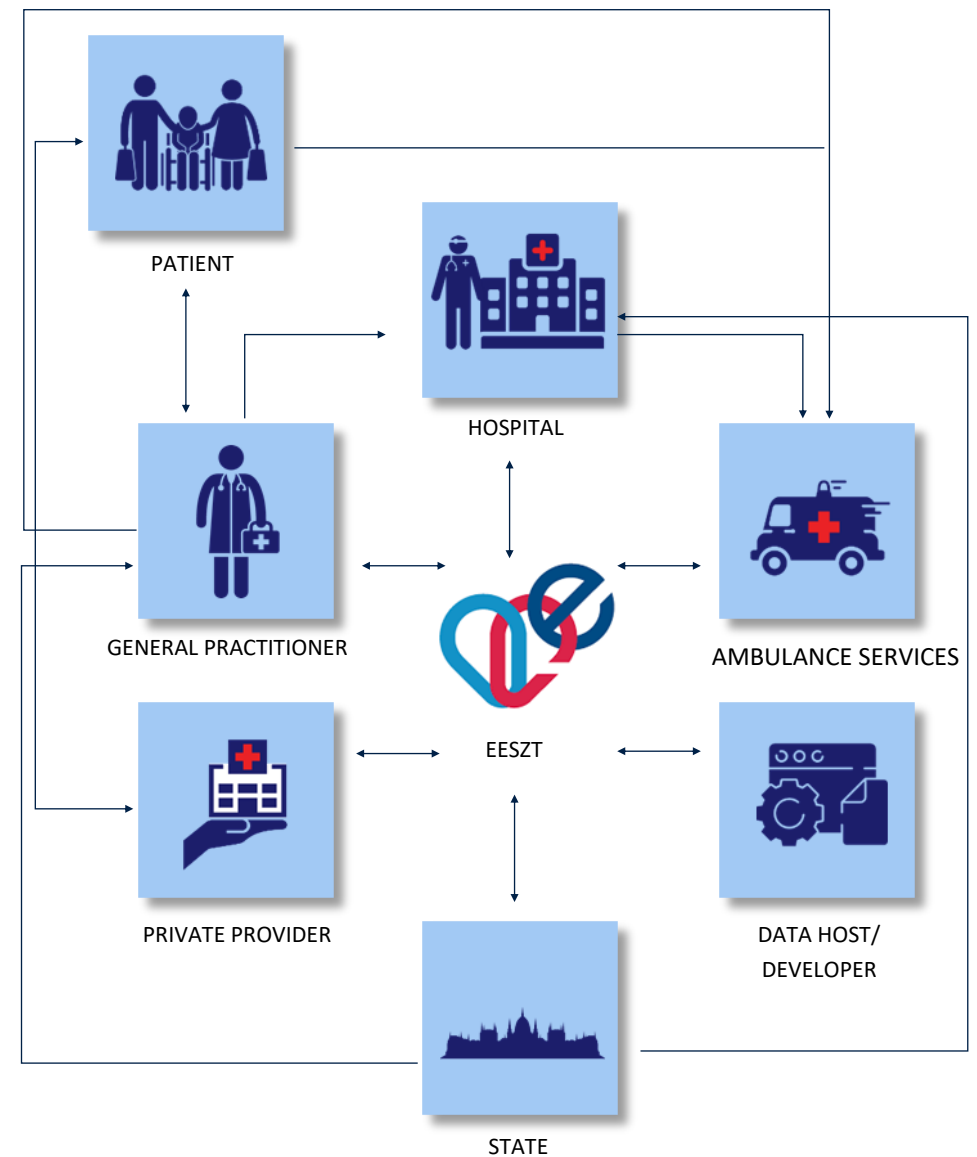 PATIENT
HOSPITAL
GENERAL PRACTITIONER
AMBULANCE SERVICES
EESZT
PRIVATE PROVIDER
DATA HOST/
DEVELOPER
STATE